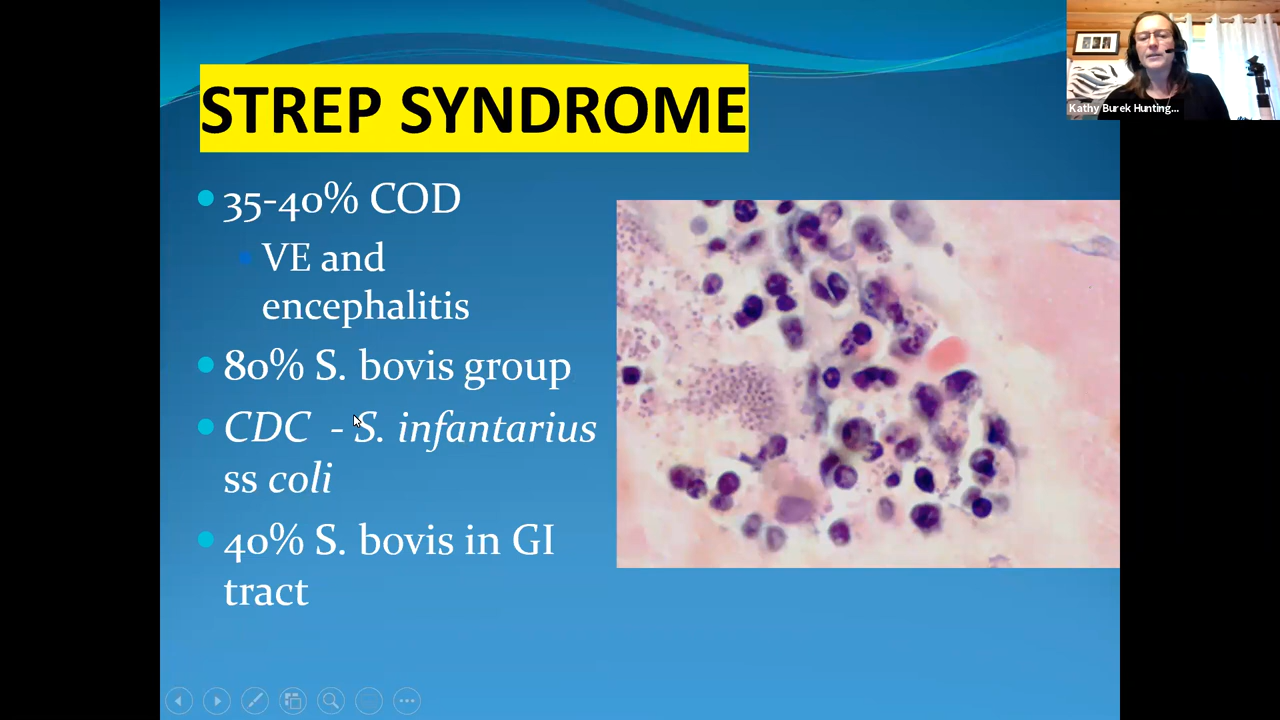 STREP SYNDROME
Kathy Burek Hunting...
35-40% COD
VE and
encephalitis
80% S. bovis group
CDC - S. infantarius
ss coli
40% S. bovis in GI
tract